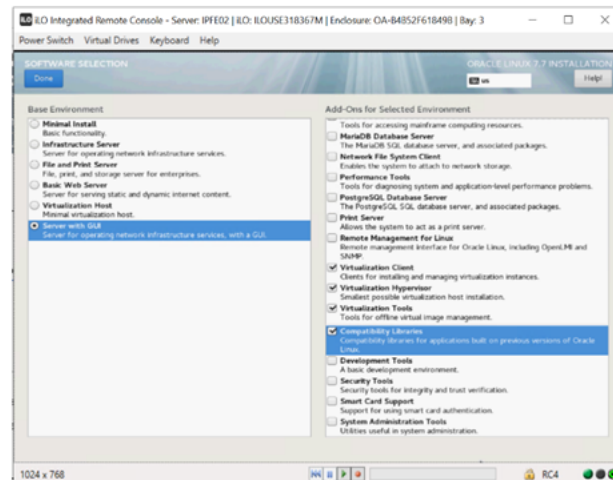 iLO Integrated Remote Console - Server: IPFE02 | iLO: ILOUSE318367M | Enclosure: OA-B4B52F61849B | Bay: 3
Power Switch Virtual Drives Keyboard Help
SOFTWARE SELECTION
ORACLE LINUX 7.7 INSTALLATION
Done
us
Help!
Base Environment
Minimal Install
Basic functionality.
Infrastructure Server
Server for operating network infrastructure services.
File and Print Server
File, print, and storage server for enterprises.
Basic Web Server
Server for serving static and dynamic internet content.
Virtualization Host
Minimal virtualization host.
Server with GUI
Server for operating network infrastructure services, with a GUI.
Add-Ons for Selected Environment
Tools for accessing mainframe computing resources.
MariaDB Database Server
The MariaDB SQL database server, and associated packages.
Network File System Client
Enables the system to attach to network storage.
Performance Tools
Tools for diagnosing system and application-level performance problems.
PostgreSQL Database Server
The PostgreSQL SQL database server, and associated packages.
Print Server
Allows the system to act as a print server.
Remote Management for Linux
Remote management interface for Oracle Linux, including OpenLMI and
SNMP.
Virtualization Client
Clients for installing and managing virtualization instances.
Virtualization Hypervisor
Smallest possible virtualization host installation.
Virtualization Tools
Tools for offline virtual image management.
Compatibility Libraries
Compatibility libraries for applications built on previous versions of Oracle
Linux.
Development Tools
A basic development environment.
Security Tools
Security tools for integrity and trust verification.
Smart Card Support
Support for using smart card authentication.
System Administration Tools
Utilities useful in system administration.
1024 x 768
RC4